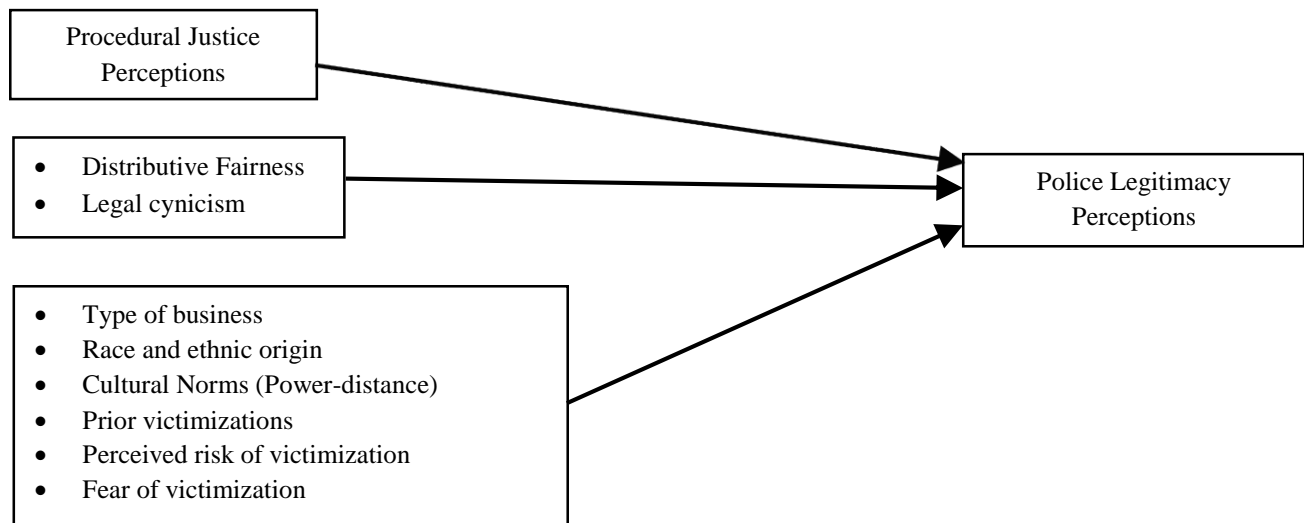 Procedural Justice
Perceptions
• Distributive Fairness
• Legal cynicism
Police Legitimacy
Perceptions
• Type of business
• Race and ethnic origin
• Cultural Norms (Power-distance)
• Prior victimizations
• Perceived risk of victimization
• Fear of victimization